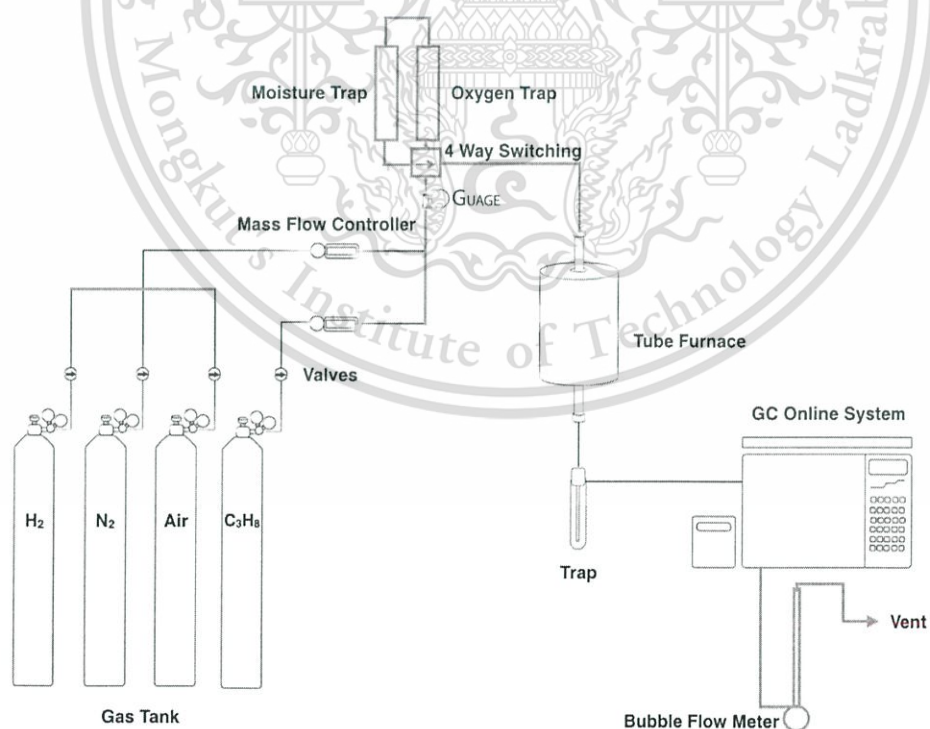 Mongkut's Institute of Technology Ladkrab
Moisture Trap
Oxygen Trap
4 Way Switching
GUAGE
Mass Flow Controller
Valves
Tube Furnace
GC Online System
H₂
N₂
Air
C₃H₈
Trap
Vent
Gas Tank
Bubble Flow Meter